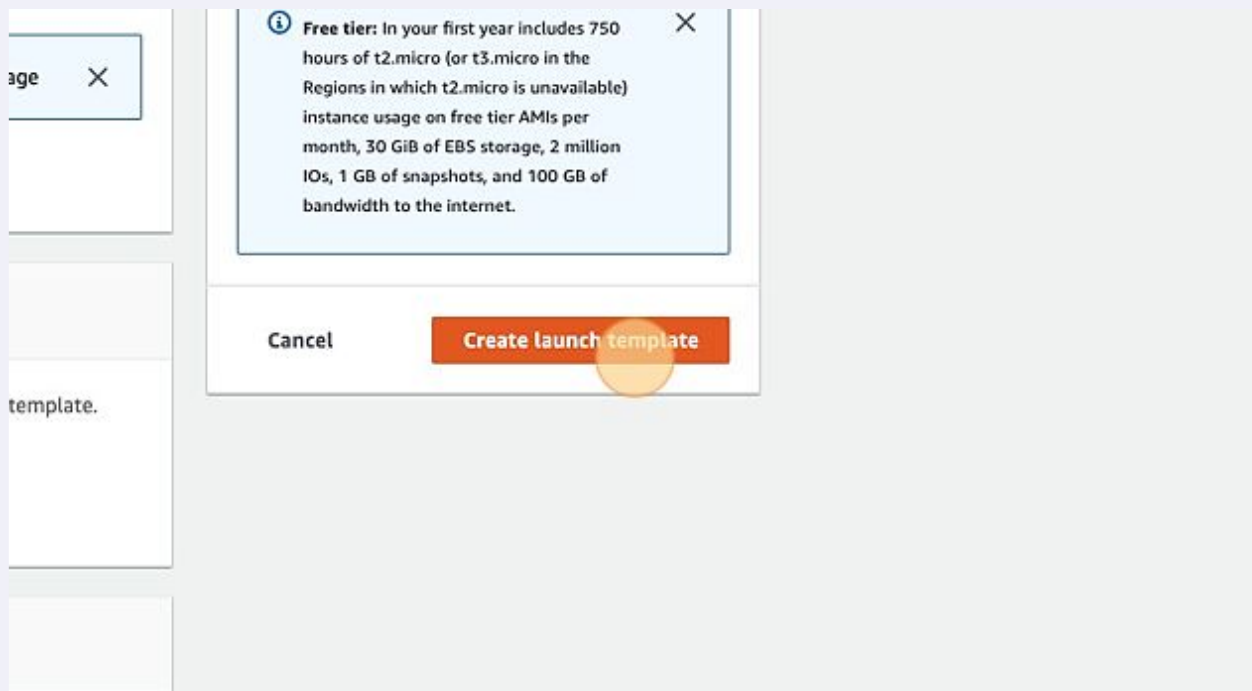 Free tier: In your first year includes 750
hours of t2.micro (or t3.micro in the
Regions in which t2.micro is unavailable)
instance usage on free tier AMIs per
month, 30 GiB of EBS storage, 2 million
IOs, 1 GB of snapshots, and 100 GB of
bandwidth to the internet.
age
Cancel
Create launch template
template.